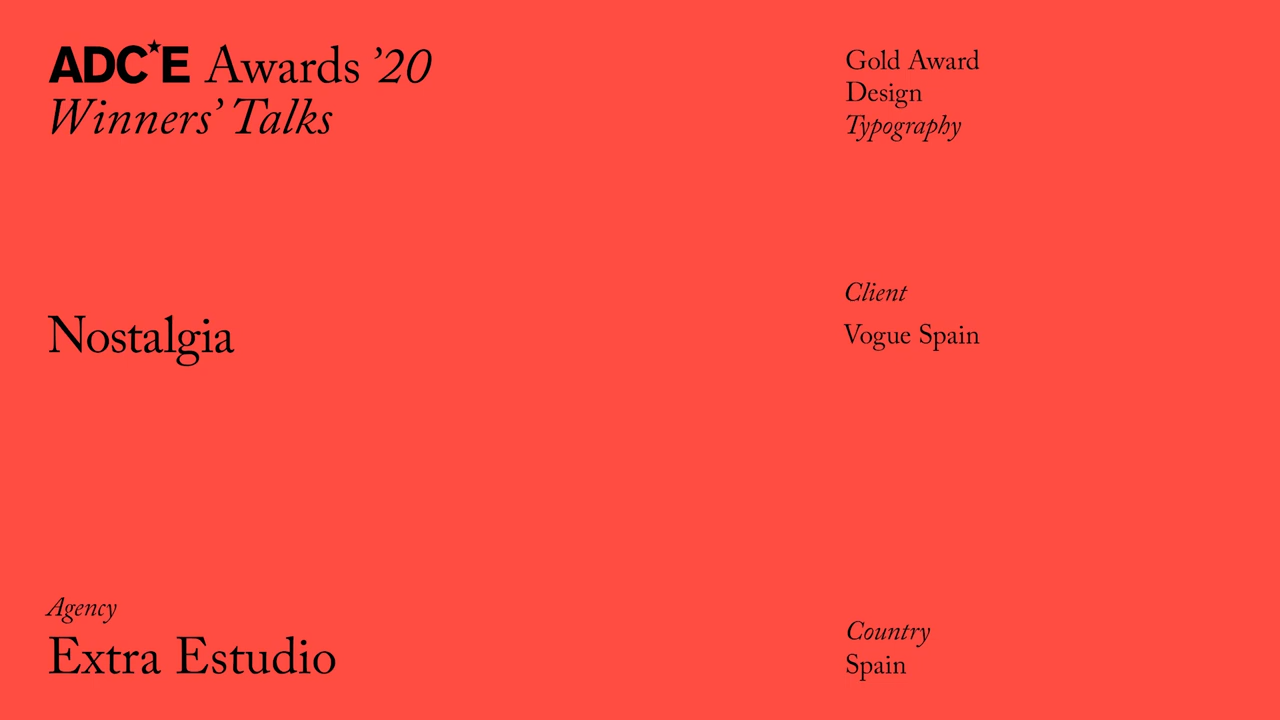 ADC★E Awards ’20
Winners’ Talks
Gold Award
Design
Typography
Nostalgia
Client
Vogue Spain
Agency
Extra Estudio
Country
Spain